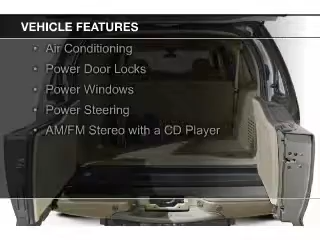 VEHICLE FEATURES
• Air Conditioning
• Power Door Locks
• Power Windows
• Power Steering
• AM/FM Stereo with a CD Player